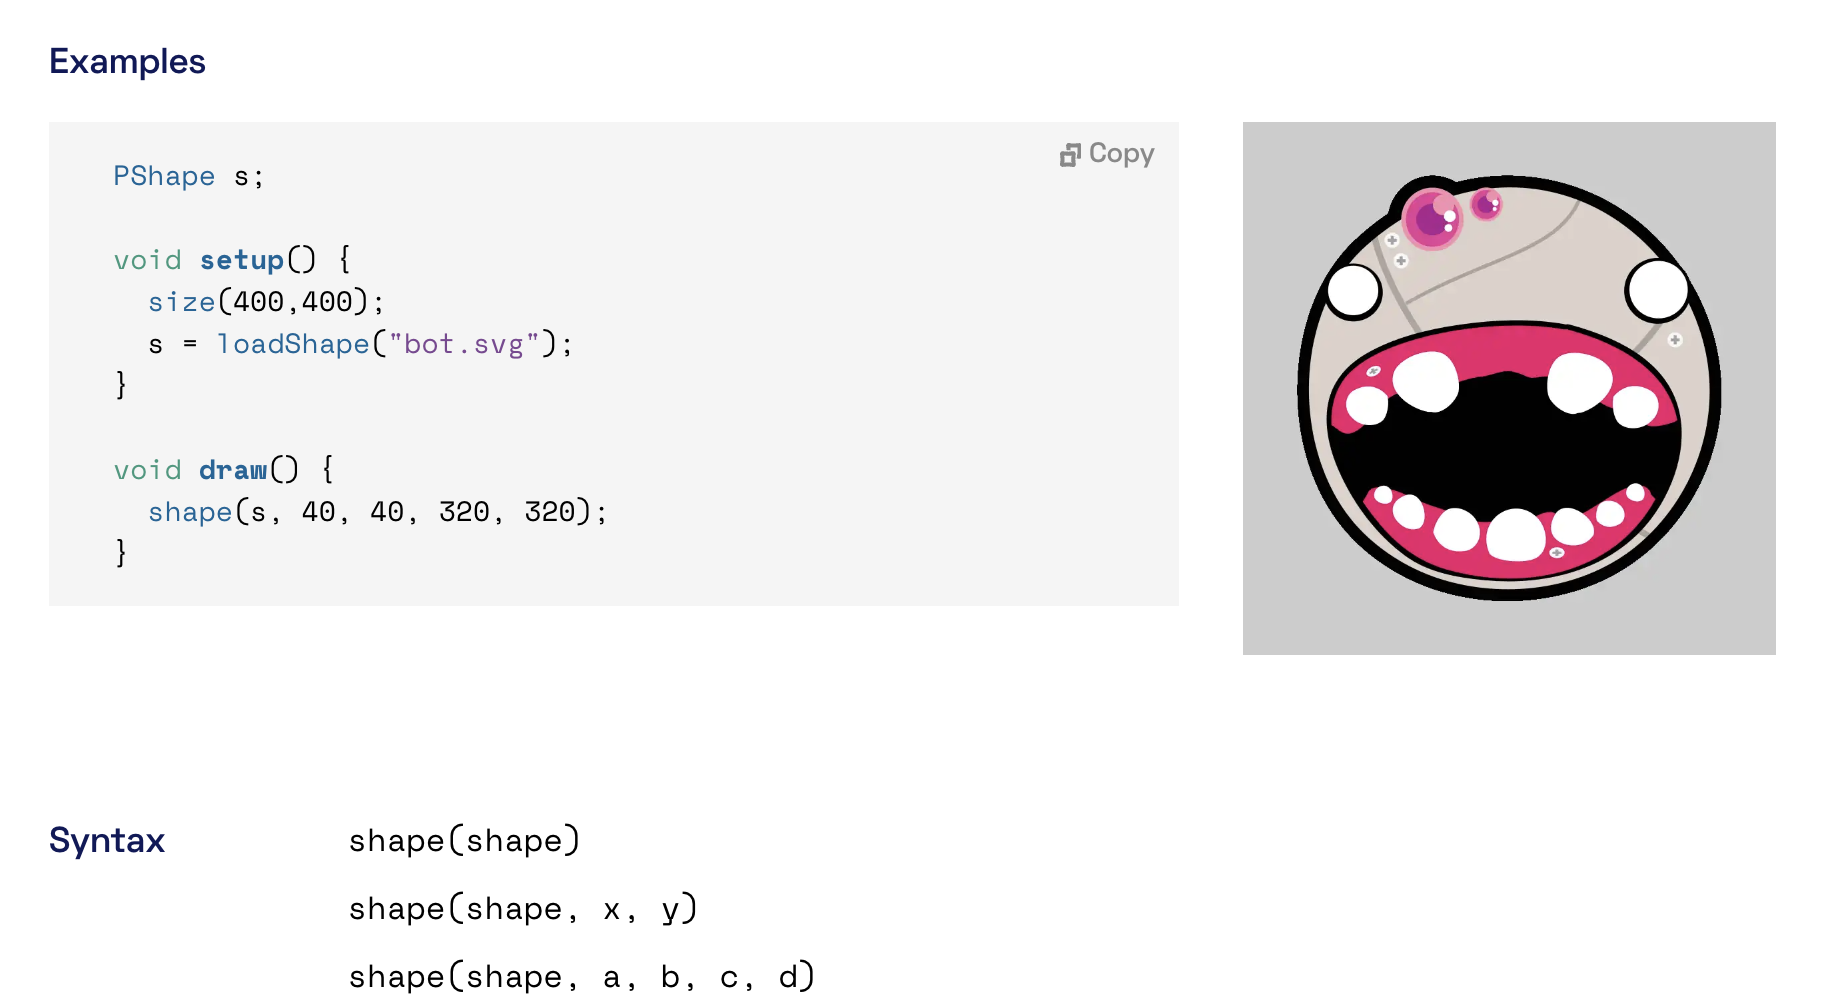 Examples
Copy
PShape s;
void setup() {
  size(400,400);
  s = loadShape("bot.svg");
}
void draw() {
  shape(s, 40, 40, 320, 320);
}
Syntax
shape(shape)
shape(shape, x, y)
shape(shape, a, b, c, d)